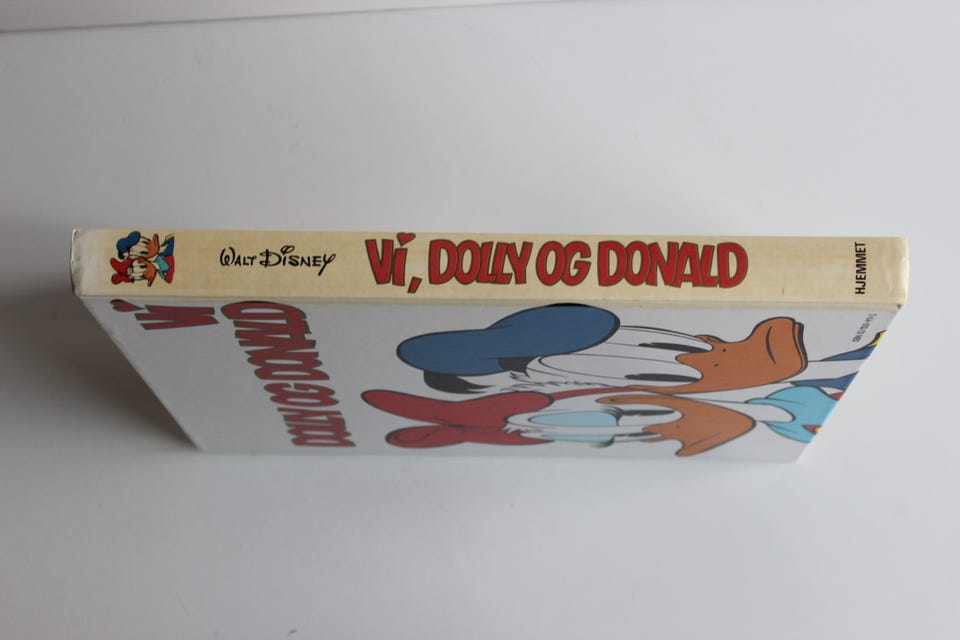 WALT DISNEY
Vi, DOLLY OG DONALD
HJEMMET
Vi
DOLLY OG DONALD